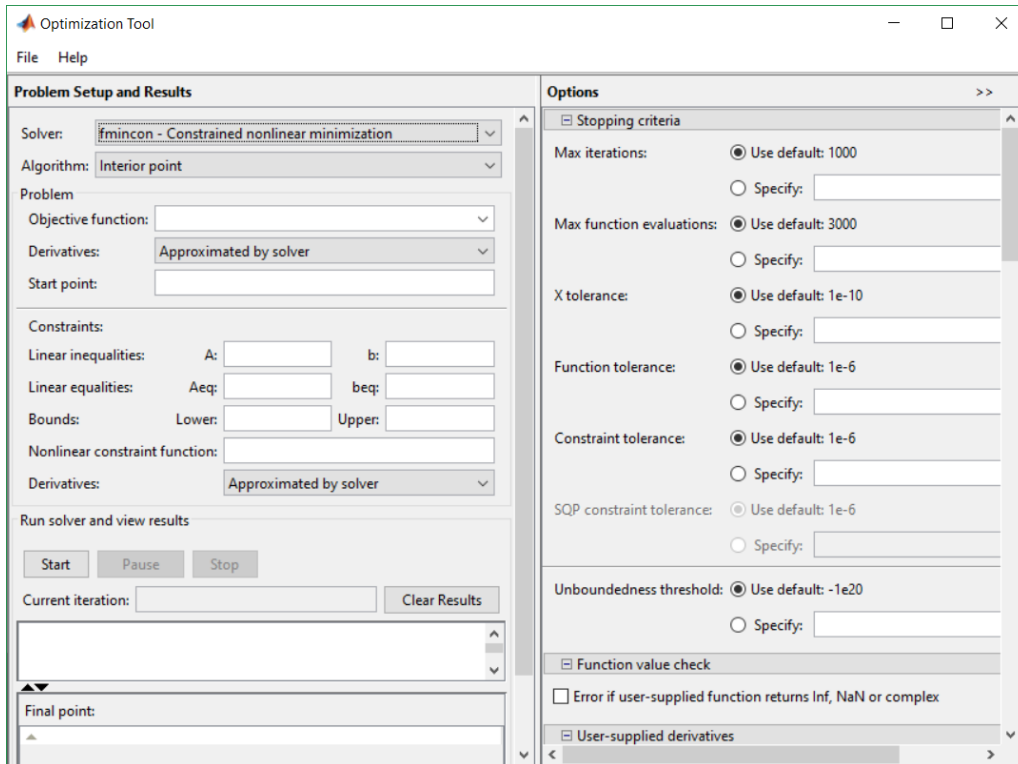 Optimization Tool
File Help
Problem Setup and Results
Solver: fmincon - Constrained nonlinear minimization
Algorithm: Interior point
Problem
Objective function:
Derivatives: Approximated by solver
Start point:
Constraints:
Linear inequalities: A: b:
Linear equalities: Aeq: beq:
Bounds: Lower: Upper:
Nonlinear constraint function:
Derivatives: Approximated by solver
Run solver and view results
Start Pause Stop
Current iteration: Clear Results
Final point:
Options >>
Stopping criteria
Max iterations: Use default: 1000
Specify:
Max function evaluations: Use default: 3000
Specify:
X tolerance: Use default: 1e-10
Specify:
Function tolerance: Use default: 1e-6
Specify:
Constraint tolerance: Use default: 1e-6
Specify:
SQP constraint tolerance: Use default: 1e-6
Specify:
Unboundedness threshold: Use default: -1e20
Specify:
Function value check
Error if user-supplied function returns Inf, NaN or complex
User-supplied derivatives